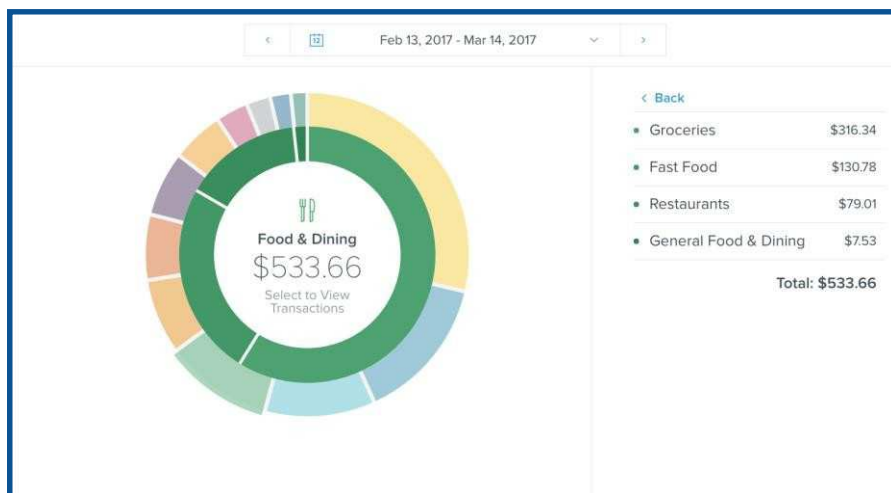 12
Feb 13, 2017 - Mar 14, 2017
Back
Groceries $316.34
Fast Food $130.78
Restaurants $79.01
General Food & Dining $7.53
Total: $533.66
Food & Dining
$533.66
Select to View
Transactions